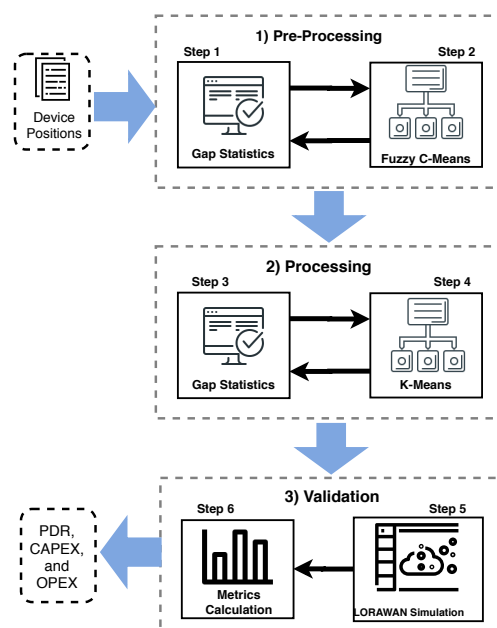 Device
Positions
1) Pre-Processing
Step 1
Step 2
Gap Statistics
Fuzzy C-Means
2) Processing
Step 3
Step 4
Gap Statistics
K-Means
3) Validation
Step 6
Step 5
Metrics
Calculation
LORAWAN Simulation
PDR,
CAPEX,
and
OPEX